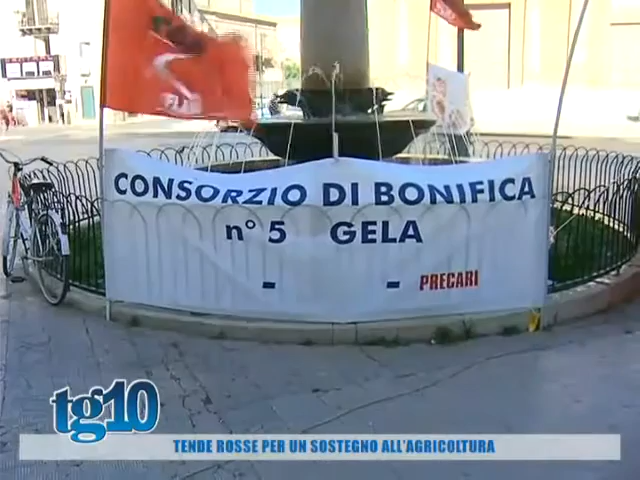 CONSORZIO DI BONIFICA
n° 5 GELA
- - PRECARI
tg10
TENDE ROSSE PER UN SOSTEGNO ALL'AGRICOLTURA